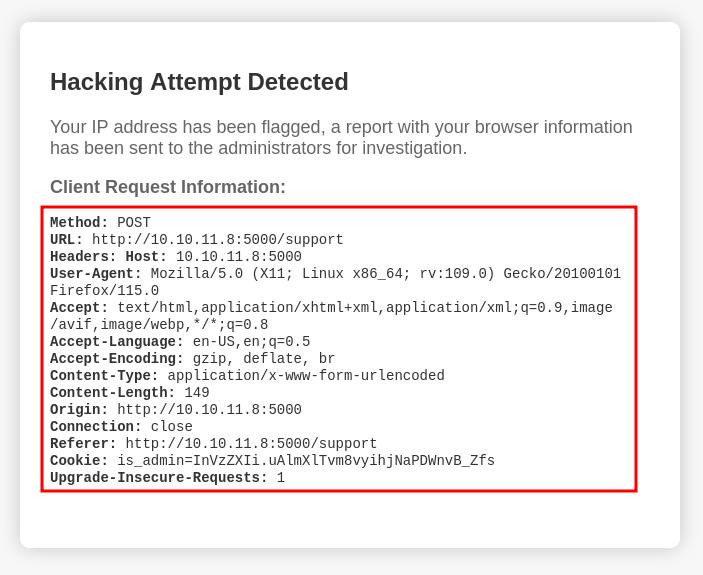 Hacking Attempt Detected
Your IP address has been flagged, a report with your browser information
has been sent to the administrators for investigation.
Client Request Information:
Method: POST
URL: http://10.10.11.8:5000/support
Headers: Host: 10.10.11.8:5000
User-Agent: Mozilla/5.0 (X11; Linux x86_64; rv:109.0) Gecko/20100101
Firefox/115.0
Accept: text/html,application/xhtml+xml,application/xml;q=0.9,image
/avif,image/webp,*/*;q=0.8
Accept-Language: en-US,en;q=0.5
Accept-Encoding: gzip, deflate, br
Content-Type: application/x-www-form-urlencoded
Content-Length: 149
Origin: http://10.10.11.8:5000
Connection: close
Referer: http://10.10.11.8:5000/support
Cookie: is_admin=InVzZXIi.uAlmXlTvm8vyihjNaPDWnvB_Zfs
Upgrade-Insecure-Requests: 1